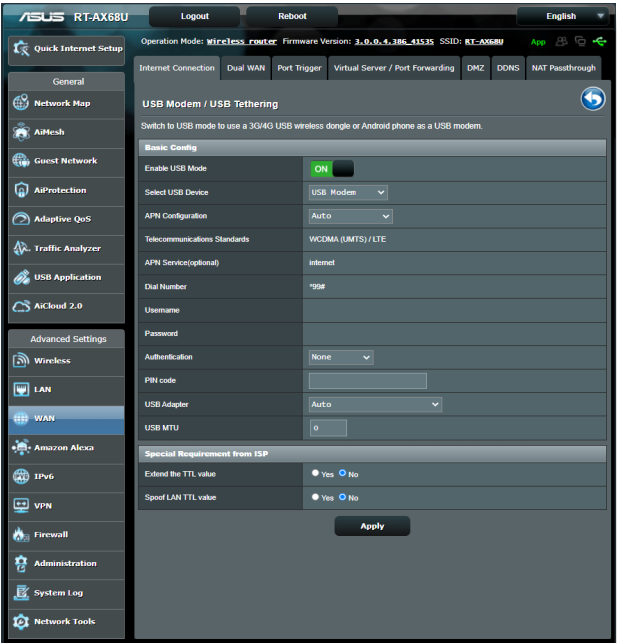 ASUS RT-AX68U Logout Reboot English
Quick Internet Setup
Operation Mode: Wireless router Firmware Version: 3.0.0.4.386_41535 SSID: RT-AX68U App
Internet Connection Dual WAN Port Trigger Virtual Server / Port Forwarding DMZ DDNS NAT Passthrough
General
Network Map
AiMesh
Guest Network
AiProtection
Adaptive QoS
Traffic Analyzer
USB Application
AiCloud 2.0
Advanced Settings
Wireless
LAN
WAN
Amazon Alexa
IPv6
VPN
Firewall
Administration
System Log
Network Tools
USB Modem / USB Tethering
Switch to USB mode to use a 3G/4G USB wireless dongle or Android phone as a USB modem.
Basic Config
Enable USB Mode ON
Select USB Device USB Modem
APN Configuration Auto
Telecommunications Standards WCDMA (UMTS) / LTE
APN Service(optional) internet
Dial Number *99#
Username
Password
Authentication None
PIN code
USB Adapter Auto
USB MTU 0
Special Requirement from ISP
Extend the TTL value Yes No
Spoof LAN TTL value Yes No
Apply